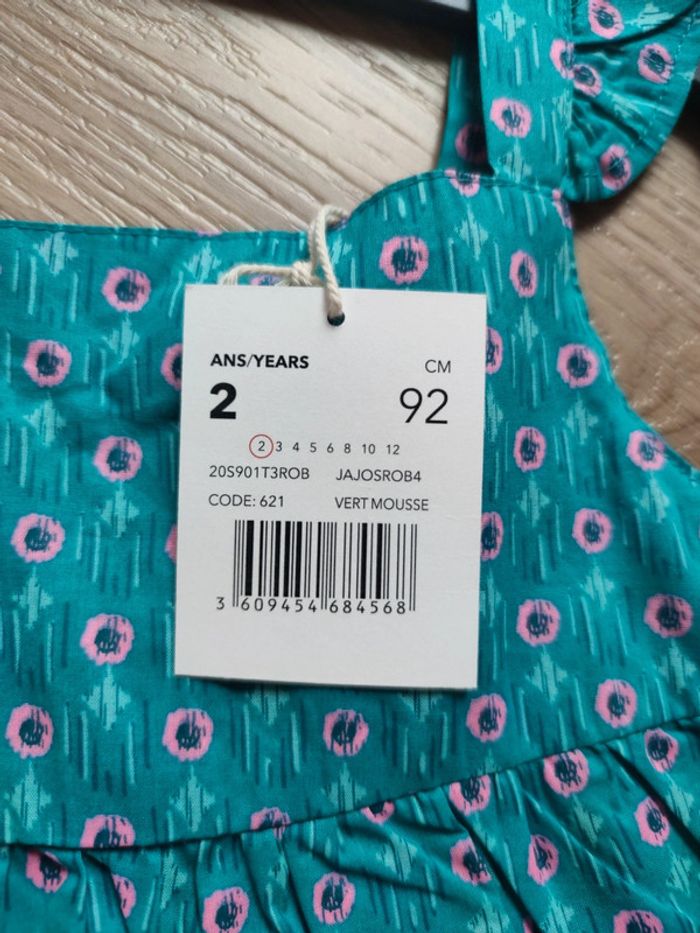 ANS/YEARS CM
2 92
2 3 4 5 6 8 10 12
20S901T3ROB JAJOSROB4
CODE: 621 VERT MOUSSE
3 609454 684568